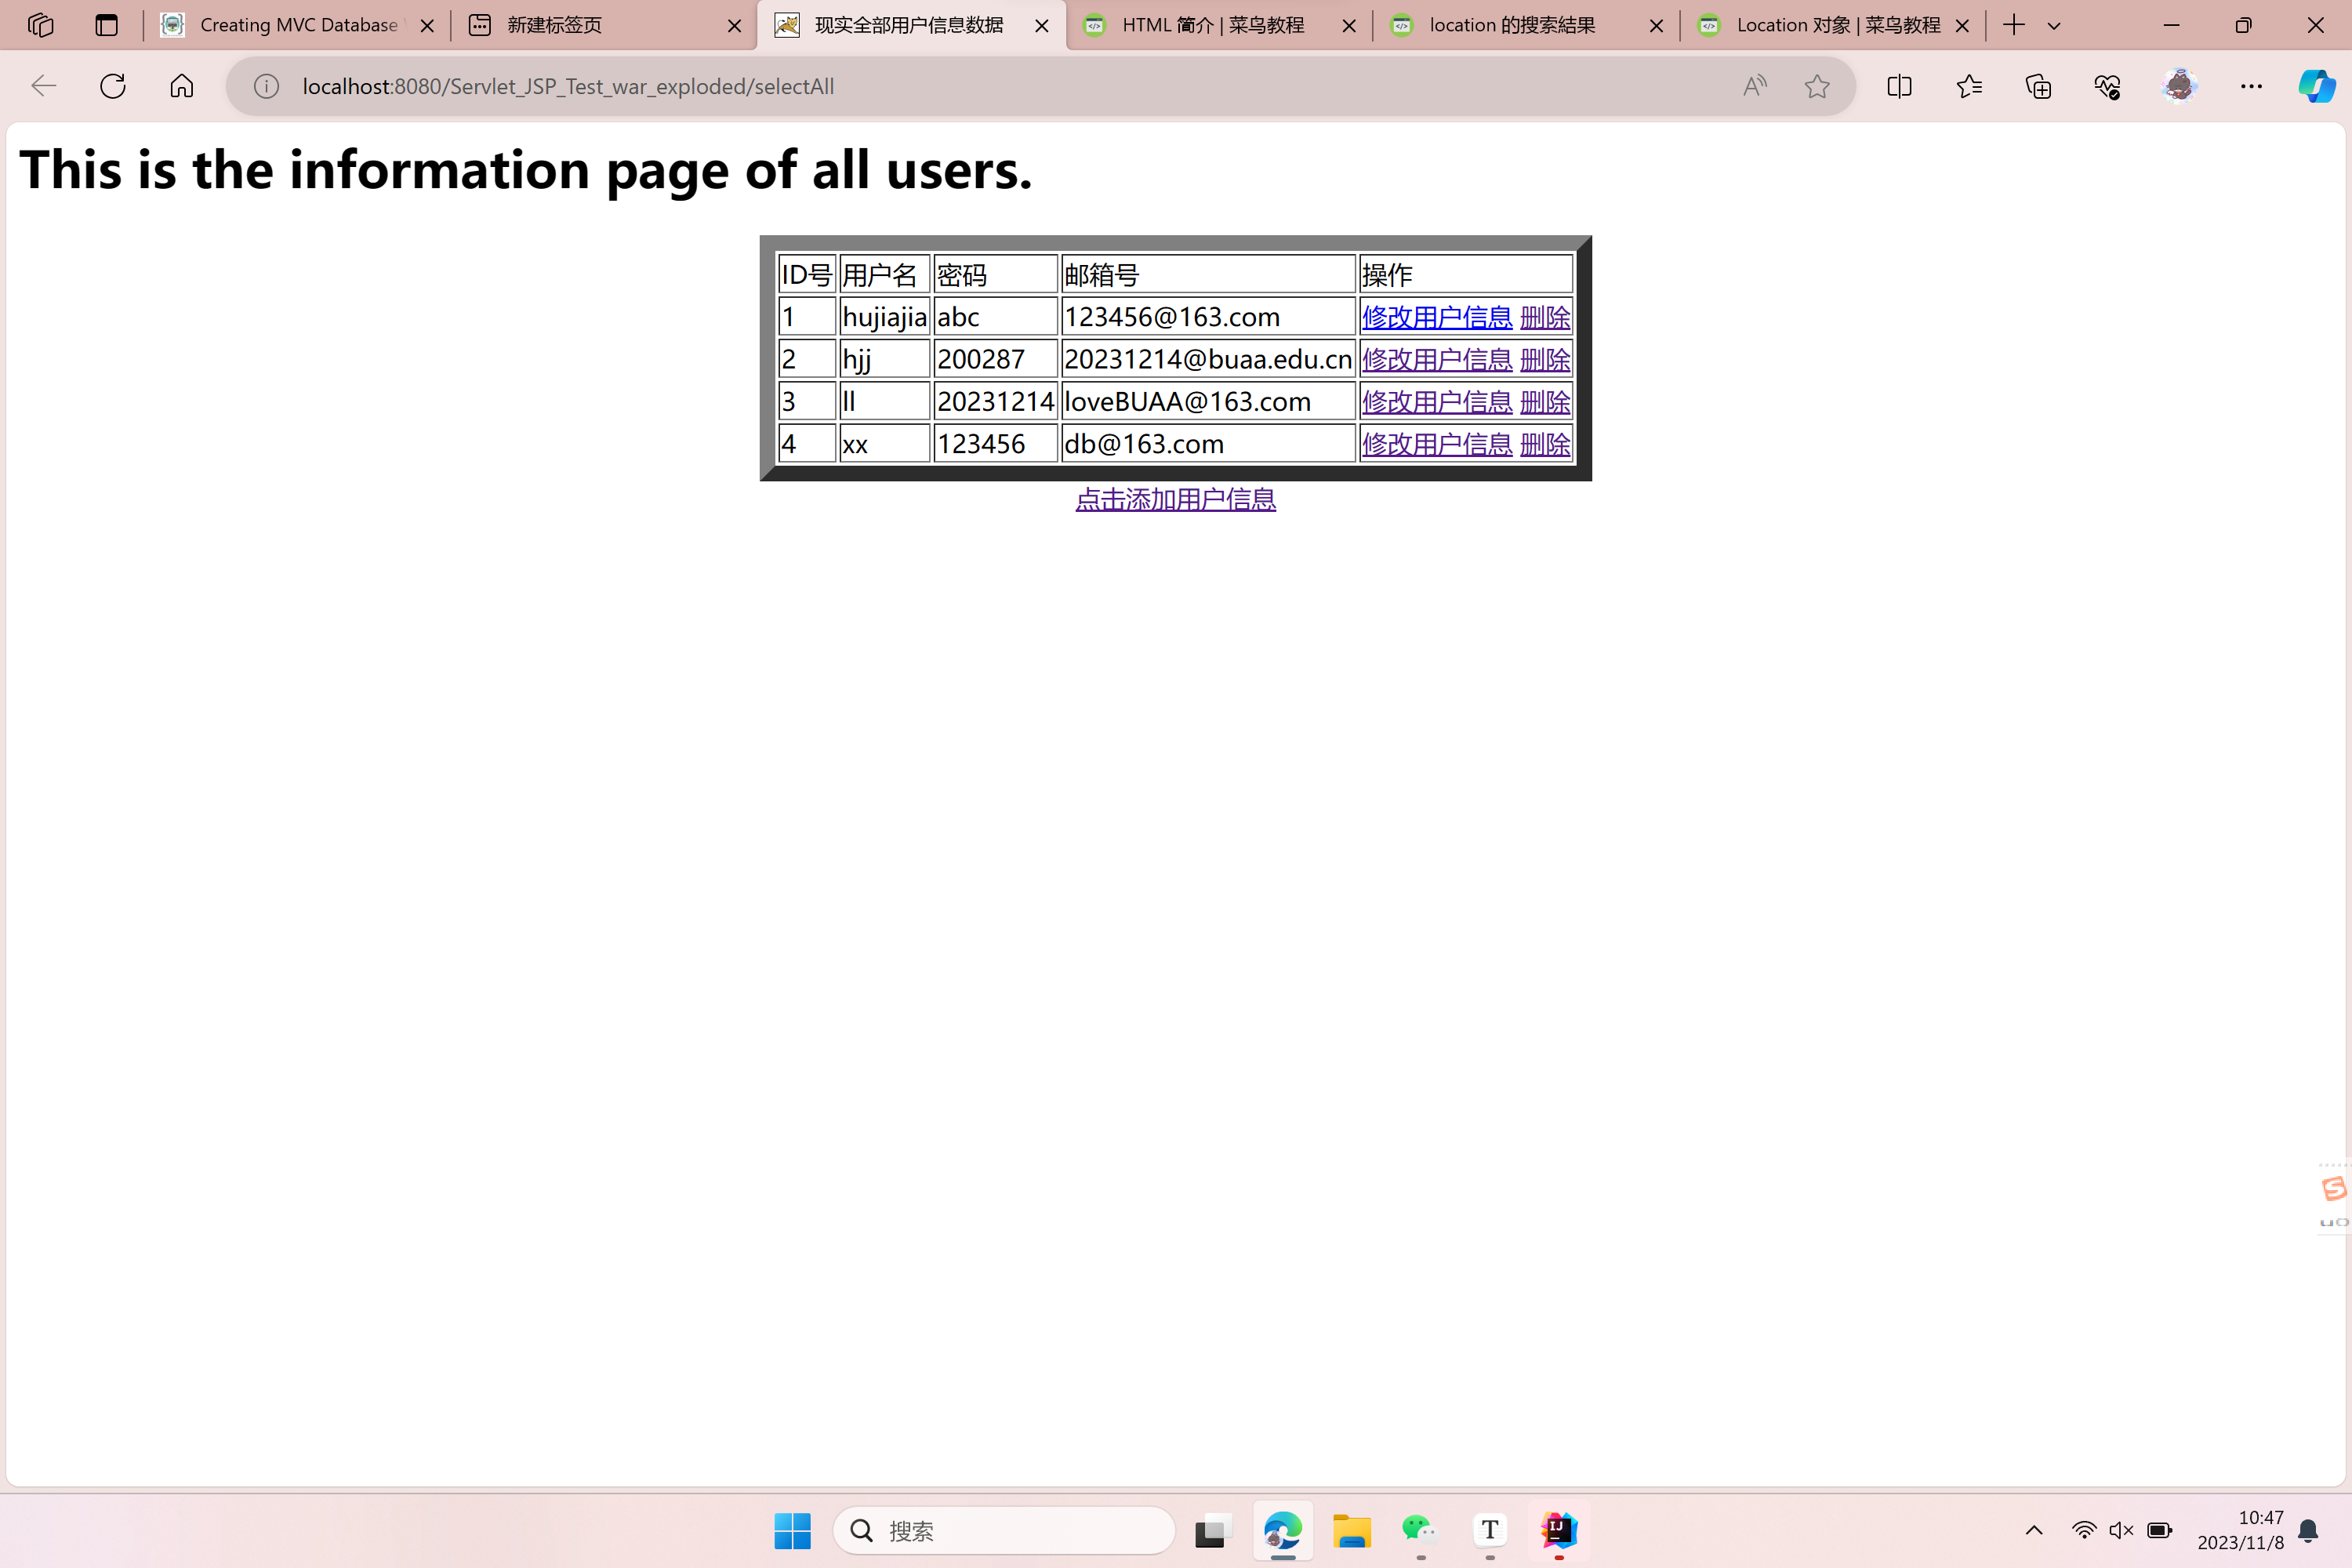 Creating MVC Database
新建标签页
现实全部用户信息数据
HTML 简介 | 菜鸟教程
location 的搜索結果
Location 对象 | 菜鸟教程
localhost:8080/Servlet_JSP_Test_war_exploded/selectAll
This is the information page of all users.
ID号 用户名 密码 邮箱号 操作
1 hujiajia abc 123456@163.com 修改用户信息 删除
2 hjj 200287 20231214@buaa.edu.cn 修改用户信息 删除
3 ll 20231214 loveBUAA@163.com 修改用户信息 删除
4 xx 123456 db@163.com 修改用户信息 删除
点击添加用户信息
搜索
10:47
2023/11/8